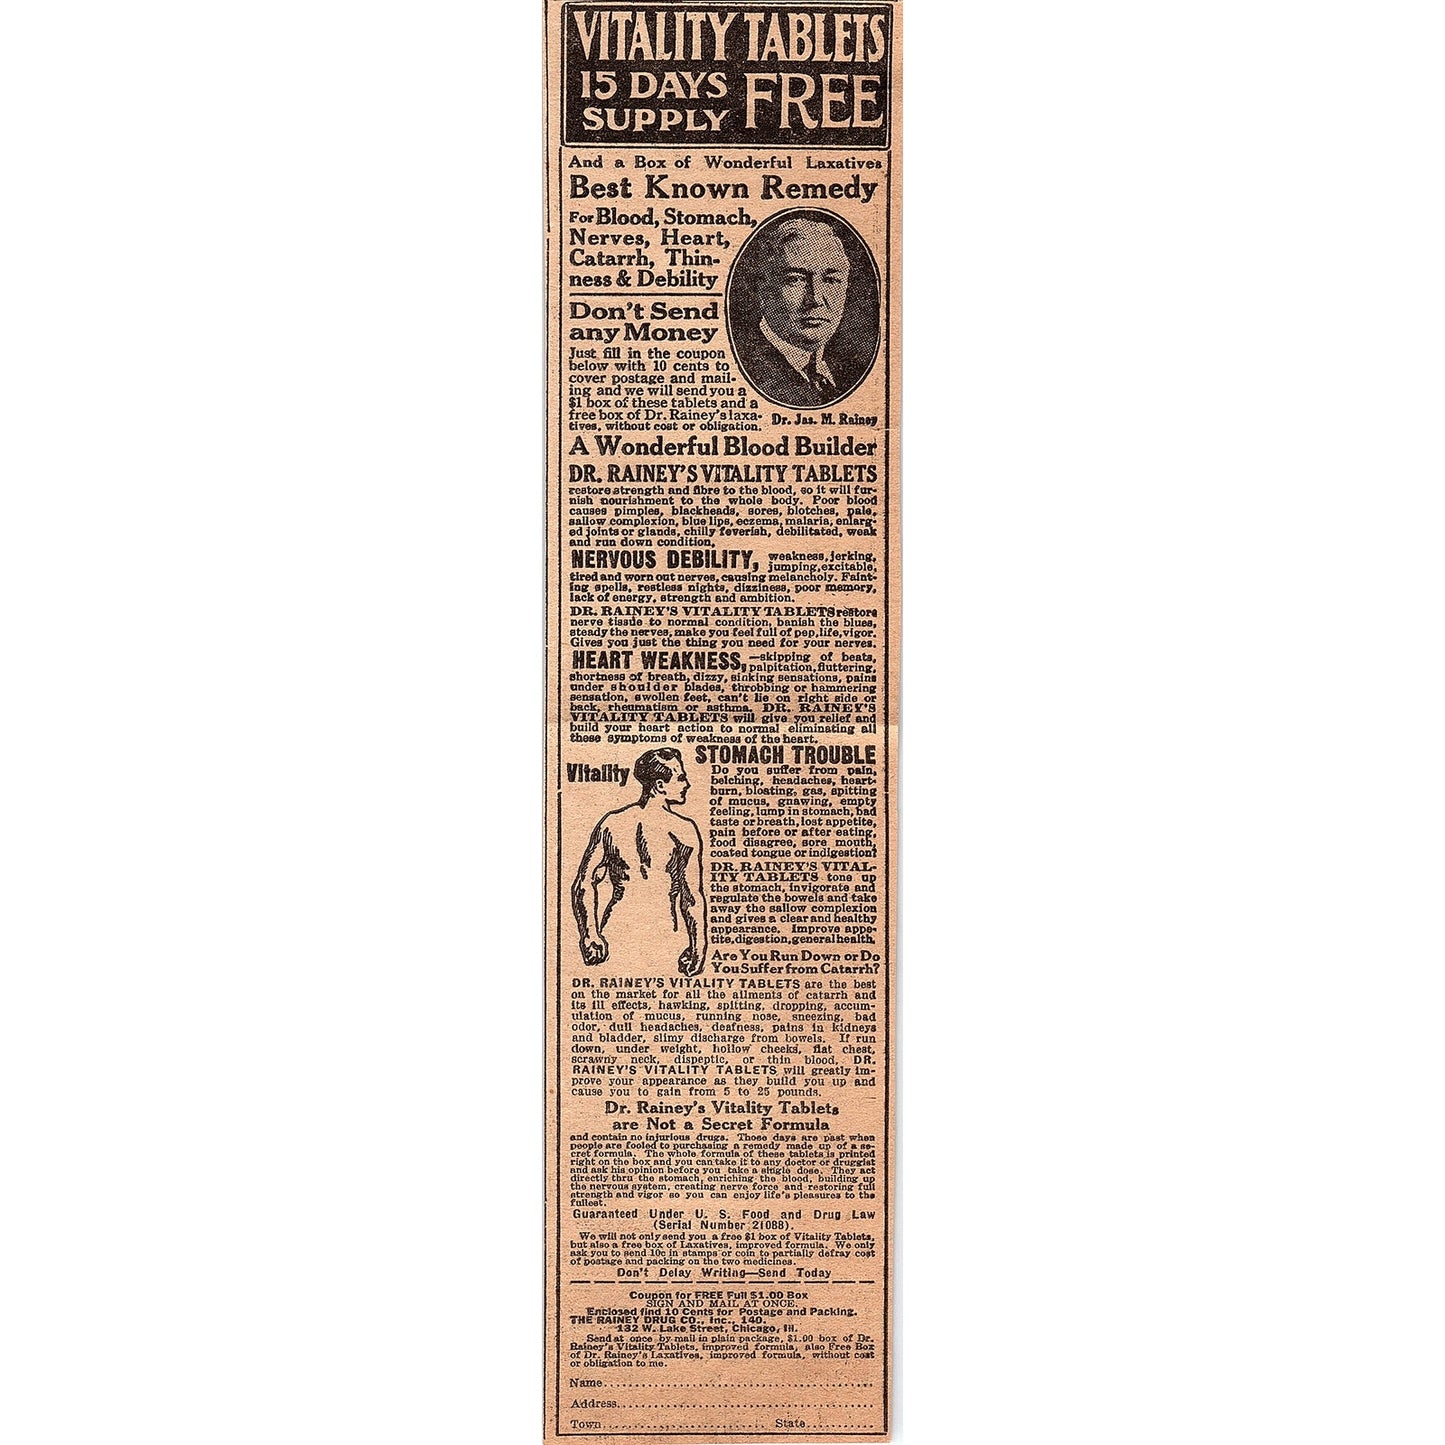 VITALITY TABLETS
15 DAYS SUPPLY FREE
And a Box of Wonderful Laxatives
Best Known Remedy
For Blood, Stomach,
Nerves, Heart,
Catarrh, Thin-
ness & Debility
Don't Send
any Money
Just fill in the coupon
below with 10 cents to
cover postage and mail-
ing and we will send you a
$1 box of these tablets and a
free box of Dr. Rainey's laxa-
tives, without cost or obligation.
Dr. Jas. M. Rainey
A Wonderful Blood Builder
DR. RAINEY'S VITALITY TABLETS
restore strength and fibre to the blood, so it will fur-
nish nourishment to the whole body. Poor blood
causes pimples, blackheads, sores, blotches, pale,
sallow complexion, blue lips, eczema, malaria, enlarg-
ed joints or glands, chilly feverish, debilitated, weak
and run down condition.
NERVOUS DEBILITY, weakness, jerking,
jumping, excitable,
tired and worn out nerves, causing melancholy. Faint-
ing spells, restless nights, dizziness, poor memory,
lack of energy, strength and ambition.
DR. RAINEY'S VITALITY TABLETS restore
nerve tissue to normal condition, banish the blues,
steady the nerves, make you feel full of pep, life, vigor.
Gives you just the thing you need for your nerves.
HEART WEAKNESS, —skipping of beats,
palpitation, fluttering,
shortness of breath, dizzy, sinking sensations, pains
under shoulder blades, throbbing or hammering
sensation, swollen feet, can't lie on right side or
back, rheumatism or asthma. DR. RAINEY'S
VITALITY TABLETS will give you relief and
build your heart action to normal eliminating all
these symptoms of weakness of the heart.
Vitality
STOMACH TROUBLE
Do you suffer from pain,
belching, headaches, heart-
burn, bloating, gas, spitting
of mucus, gnawing, empty
feeling, lump in stomach, bad
taste or breath, lost appetite,
pain before or after eating,
food disagree, sore mouth,
coated tongue or indigestion?
DR. RAINEY'S VITAL-
ITY TABLETS tone up
the stomach, invigorate and
regulate the bowels and take
away the sallow complexion
and gives a clear and healthy
appearance. Improve appe-
tite, digestion, general health.
Are You Run Down or Do
You Suffer from Catarrh?
DR. RAINEY'S VITALITY TABLETS are the best
on the market for all the ailments of catarrh and
its ill effects, hawking, spitting, dropping, accum-
ulation of mucus, running nose, sneezing, bad
odor, dull headaches, deafness, pains in kidneys
and bladder, slimy discharge from bowels. If run
down, under weight, hollow cheeks, flat chest,
scrawny neck, dispeptic, or thin blood, DR.
RAINEY'S VITALITY TABLETS will greatly im-
prove your appearance as they build you up and
cause you to gain from 5 to 25 pounds.
Dr. Rainey's Vitality Tablets
are Not a Secret Formula
and contain no injurious drugs. Those days are past when
people are fooled to purchasing a remedy made up of a se-
cret formula. The whole formula of these tablets is printed
right on the box and you can take it to any doctor or druggist
and ask his opinion before you take a single dose. They act
directly thru the stomach, enriching the blood, building up
the nervous system, creating nerve force and restoring full
strength and vigor so you can enjoy life's pleasures to the
fullest.
Guaranteed Under U. S. Food and Drug Law
(Serial Number 21088).
We will not only send you a free $1 box of Vitality Tablets,
but also a free box of Laxatives, improved formula. We only
ask you to send 10c in stamps or coin to partially defray cost
of postage and packing on the two medicines.
Don't Delay Writing—Send Today
Coupon for FREE Full $1.00 Box
SIGN AND MAIL AT ONCE.
Enclosed find 10 Cents for Postage and Packing.
THE RAINEY DRUG CO., Inc., 140.
132 W. Lake Street, Chicago, Ill.
Send at once by mail in plain package, $1.00 box of Dr.
Rainey's Vitality Tablets, improved formula, also Free Box
of Dr. Rainey's Laxatives, improved formula, without cost
or obligation to me.
Name
Address
Town State